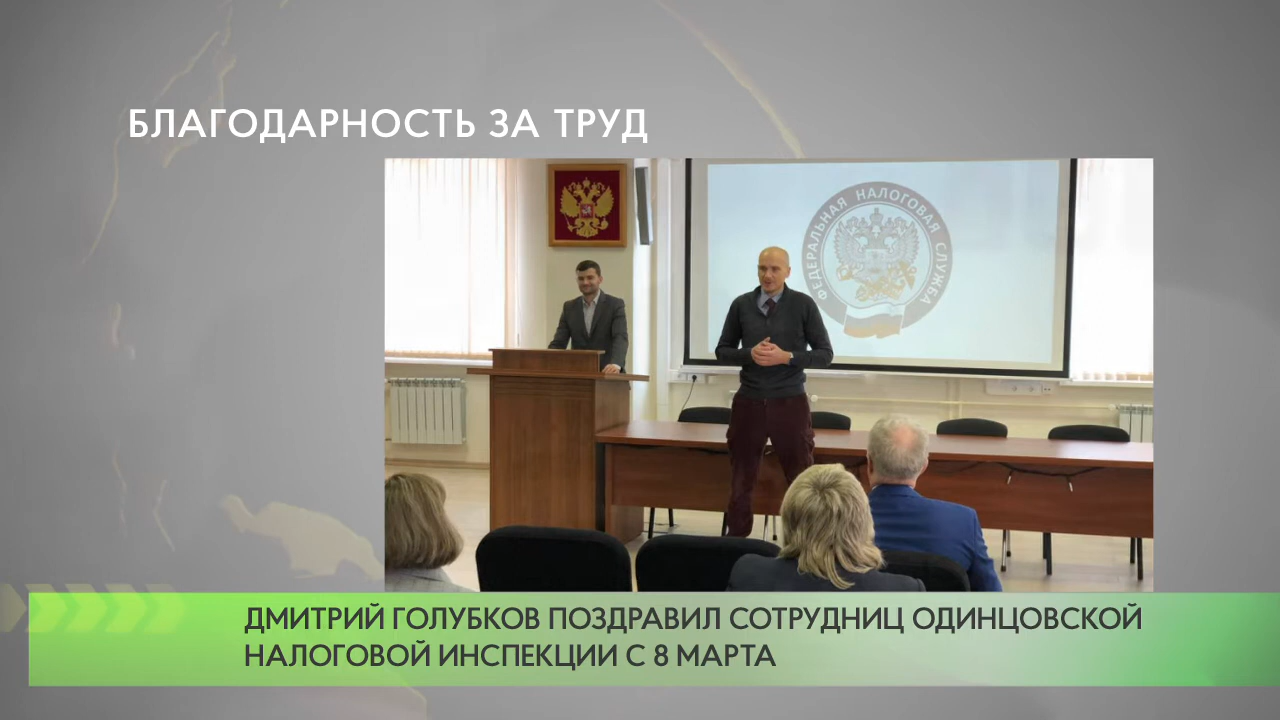 БЛАГОДАРНОСТЬ ЗА ТРУД
ФЕДЕРАЛЬНАЯ НАЛОГОВАЯ СЛУЖБА
ДМИТРИЙ ГОЛУБКОВ ПОЗДРАВИЛ СОТРУДНИЦ ОДИНЦОВСКОЙ
НАЛОГОВОЙ ИНСПЕКЦИИ С 8 МАРТА